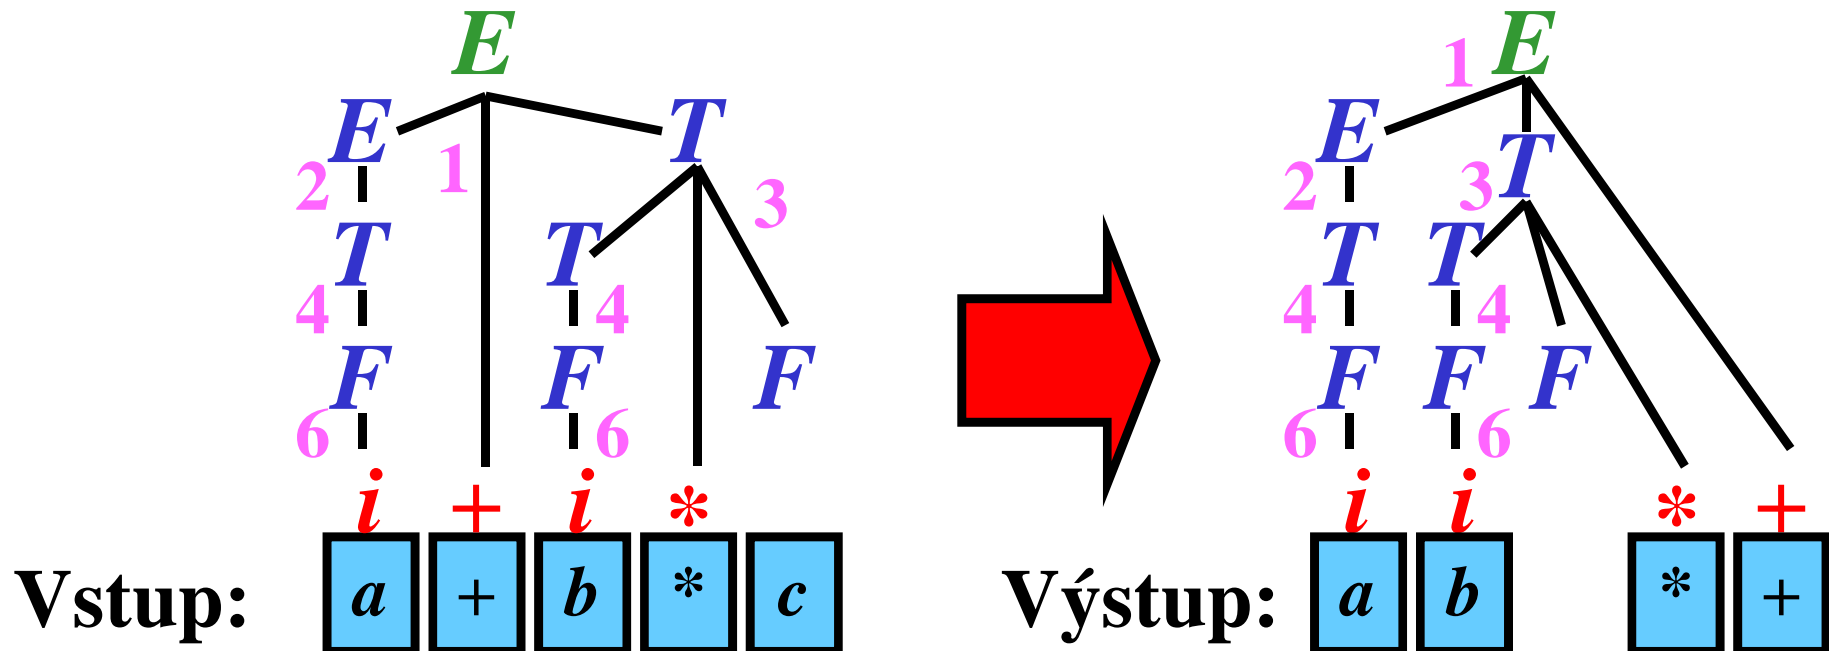 E 1 E
E T E T
2 1 3 2 3
T T T T
4 4 4 4
F F F F F F
6 6 6 6
i + i * i i * +
Vstup: a + b * c Výstup: a b * +